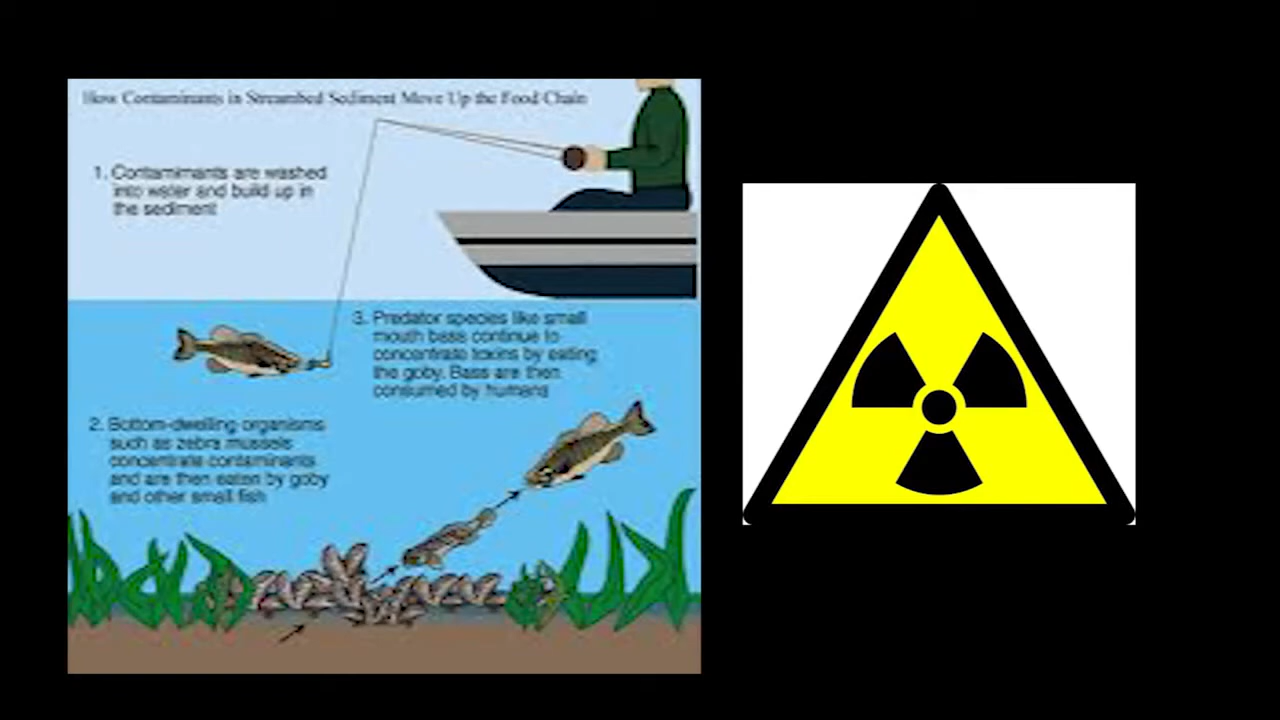 How Contaminants in Streambed Sediment Move Up the Food Chain
1. Contaminants are washed
into water and build up in
the sediment
3. Predator species like small
mouth bass continue to
concentrate toxins by eating
the goby. Bass are then
consumed by humans
2. Bottom-dwelling organisms
such as zebra mussels
concentrate contaminants
and are then eaten by goby
and other small fish